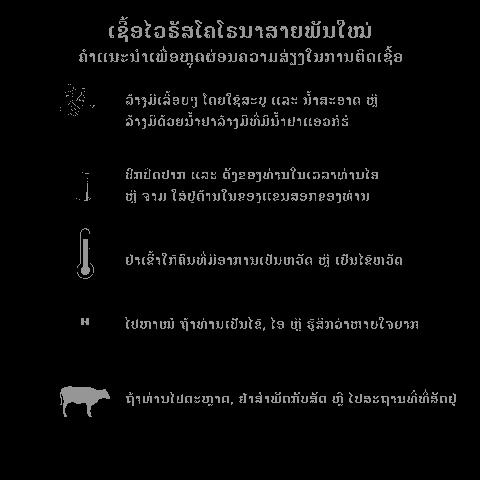 ເຊື້ອໄວຣັສໂຄໂຣນາສາຍພັນໃໝ່
ຄຳແນະນຳເພື່ອຫຼຸດຜ່ອນຄວາມສ່ຽງໃນການຕິດເຊື້ອ
ລ້າງມືເລື້ອຍໆ ໂດຍໃຊ້ສະບູ ແລະ ນ້ຳສະອາດ ຫຼື
ລ້າງມືດ້ວຍນ້ຳຢາລ້າງມືທີ່ມີນ້ຳຢາແອວກໍຮໍ
ປົກປິດປາກ ແລະ ດັງຂອງທ່ານໃນເວລາທ່ານໄອ
ຫຼື ຈາມ ໃສ່ຢູ່ດ້ານໃນຂອງແຂນສອກຂອງທ່ານ
ຢ່າເຂົ້າໃກ້ຄົນທີ່ມີອາການເປັນຫວັດ ຫຼື ເປັນໄຂ້ຫວັດ
ໄປຫາໝໍ ຖ້າທ່ານເປັນໄຂ້, ໄອ ຫຼື ຮູ້ສຶກວ່າຫາຍໃຈຍາກ
ຖ້າທ່ານໄປຕະຫຼາດ, ຢ່າສຳພັດກັບສັດ ຫຼື ໄປສະຖານທີ່ທີ່ສັດຢູ່